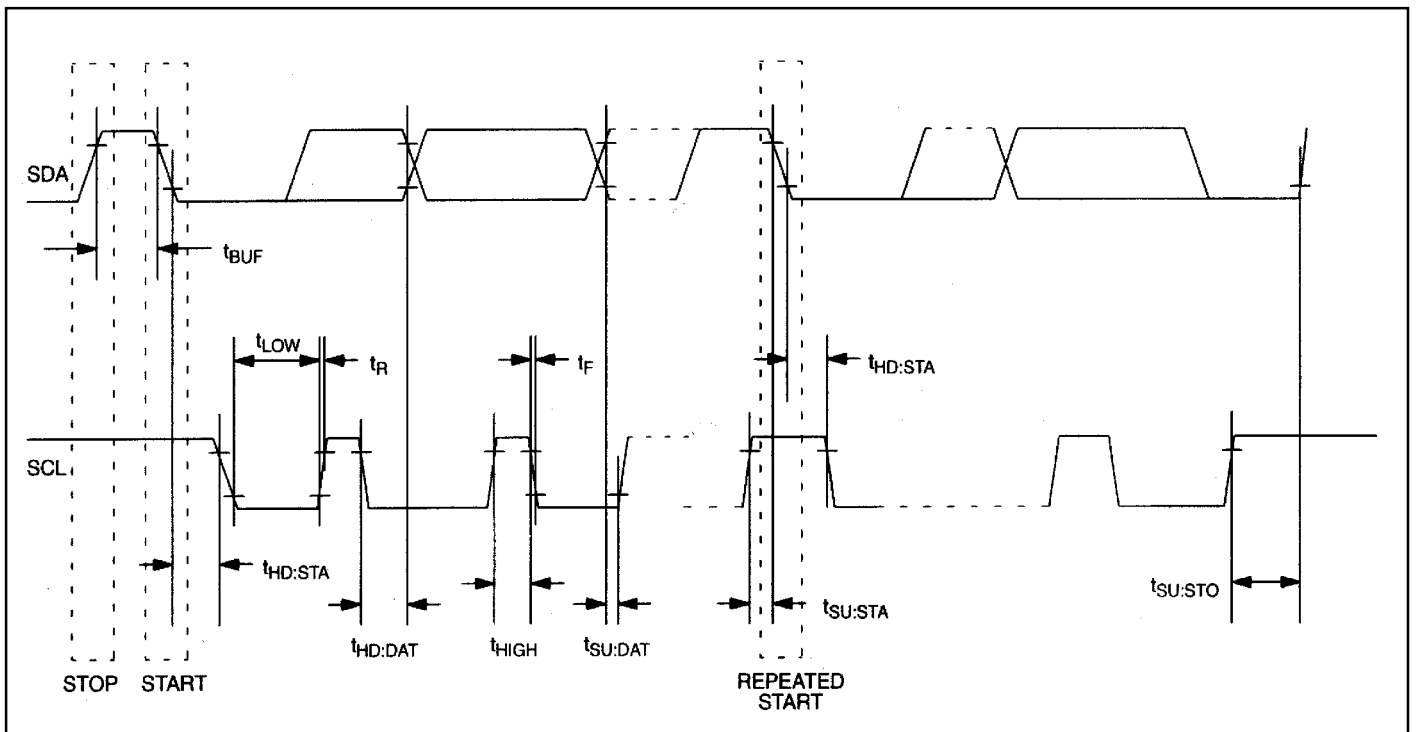 SDA
tBUF
tLOW
tR
tF
tHD:STA
SCL
tHD:STA
tHD:DAT
tHIGH
tSU:DAT
tSU:STA
tSU:STO
STOP
START
REPEATED
START